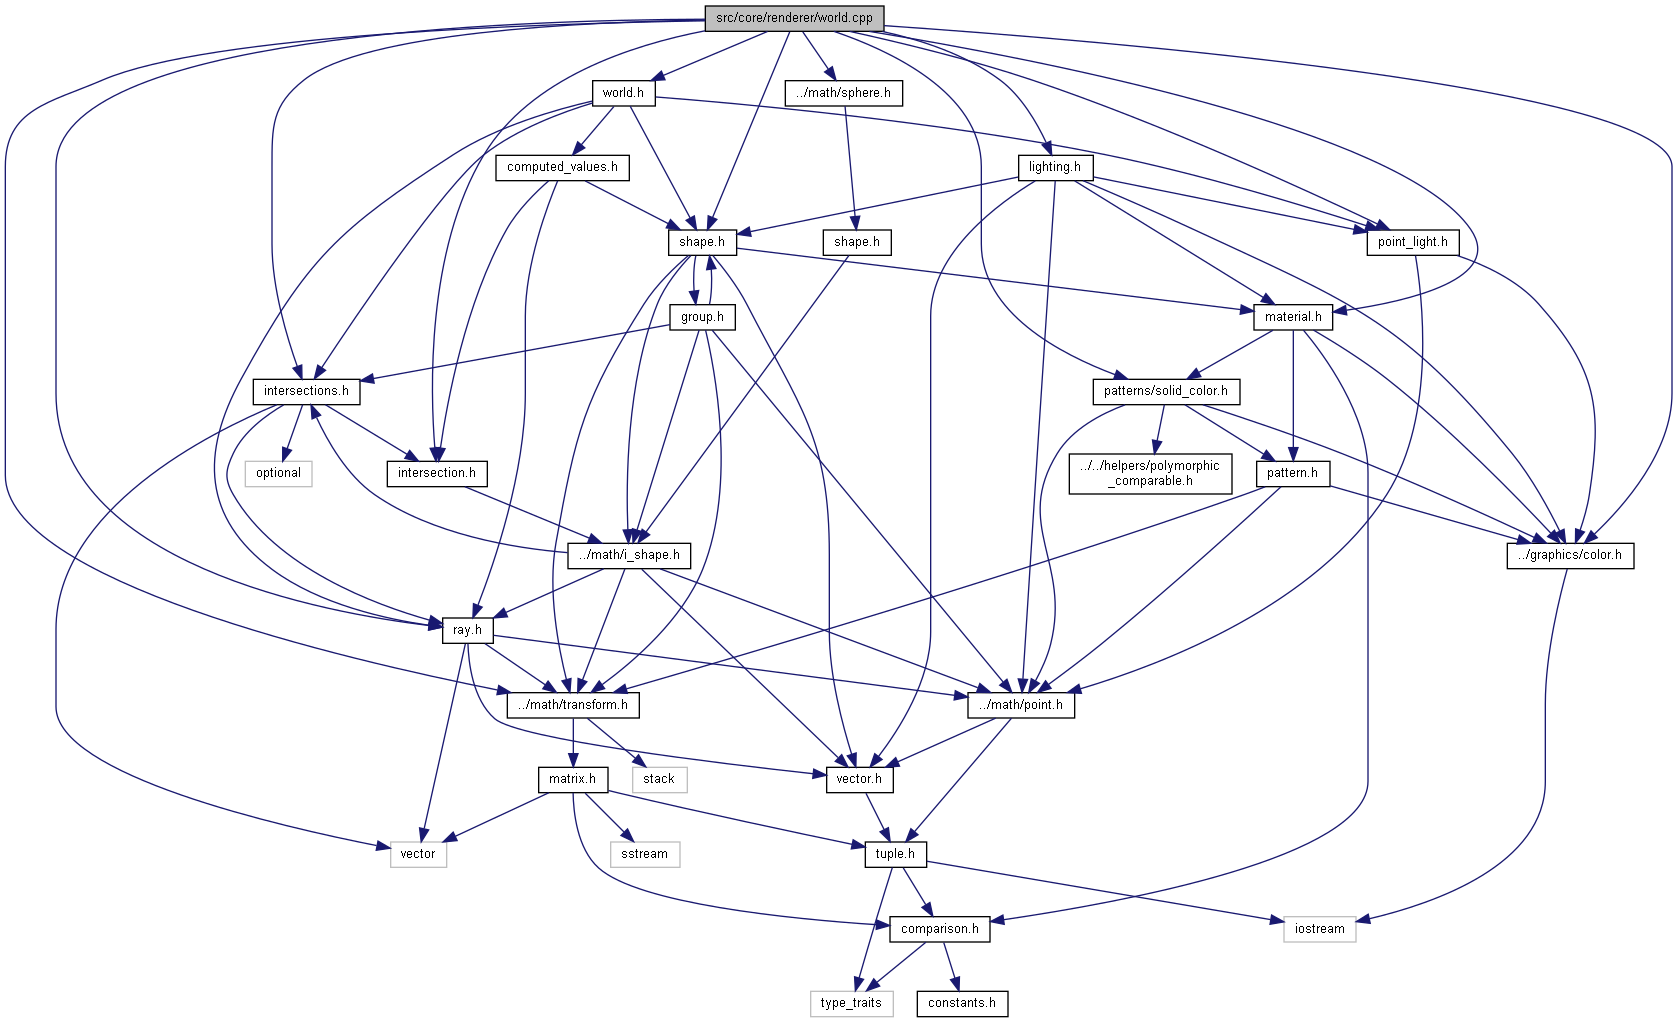 src/core/renderer/world.cpp
world.h
../math/sphere.h
computed_values.h
lighting.h
shape.h
shape.h
point_light.h
group.h
material.h
intersections.h
patterns/solid_color.h
optional
intersection.h
../../helpers/polymorphic
_comparable.h
pattern.h
../math/i_shape.h
../graphics/color.h
ray.h
../math/transform.h
../math/point.h
matrix.h
stack
vector.h
vector
sstream
tuple.h
comparison.h
iostream
type_traits
constants.h